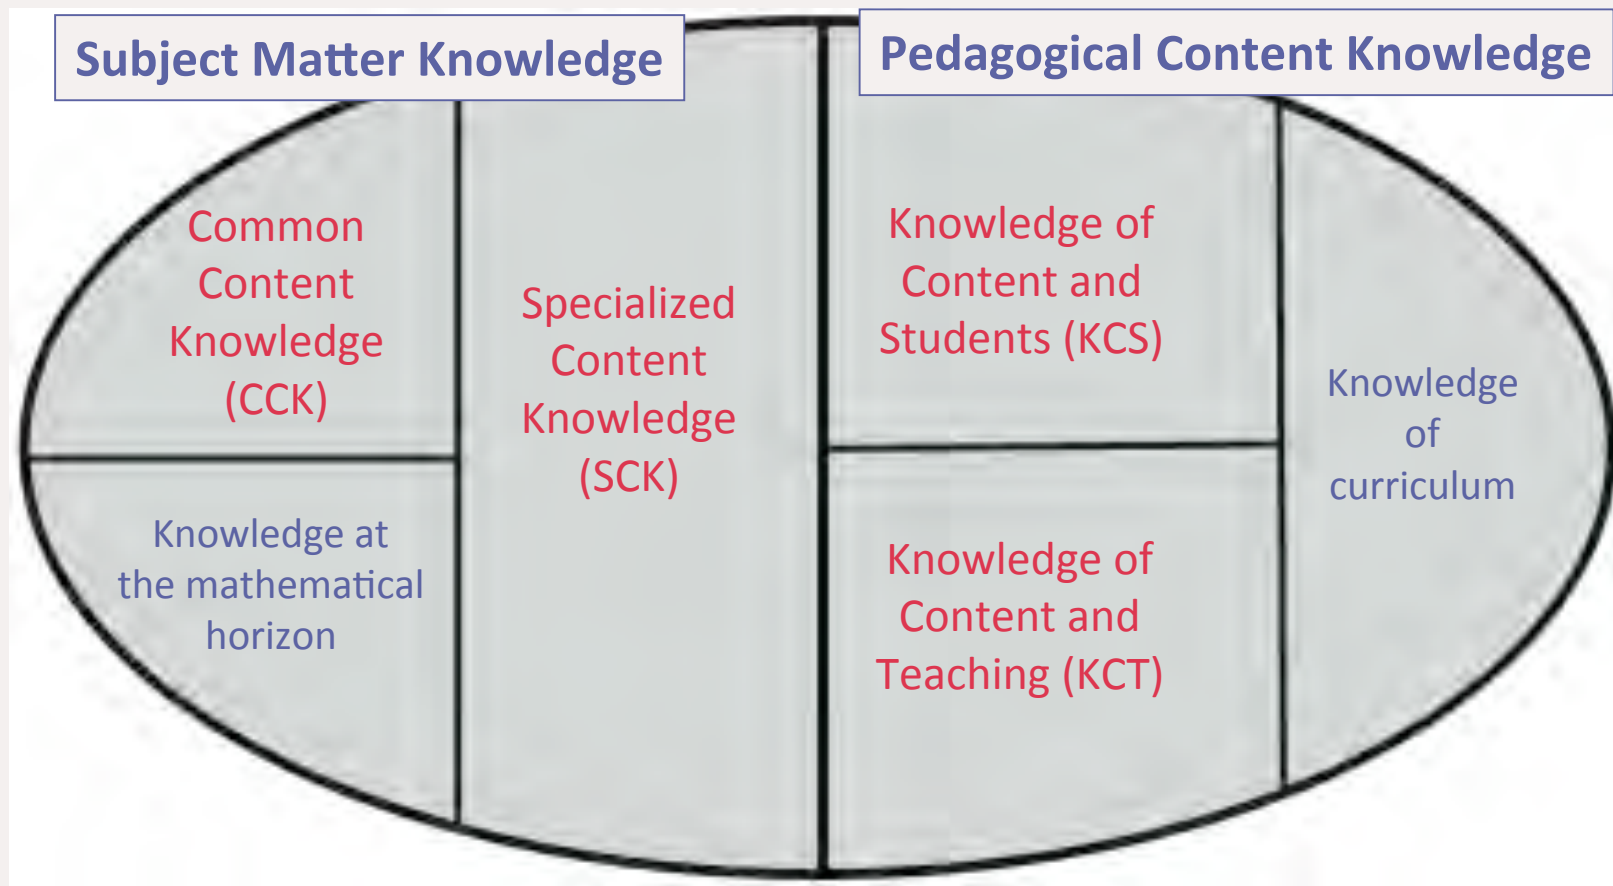 Subject Matter Knowledge
Pedagogical Content Knowledge
Common
Content
Knowledge
(CCK)
Knowledge at
the mathematical
horizon
Specialized
Content
Knowledge
(SCK)
Knowledge of
Content and
Students (KCS)
Knowledge of
Content and
Teaching (KCT)
Knowledge
of
curriculum